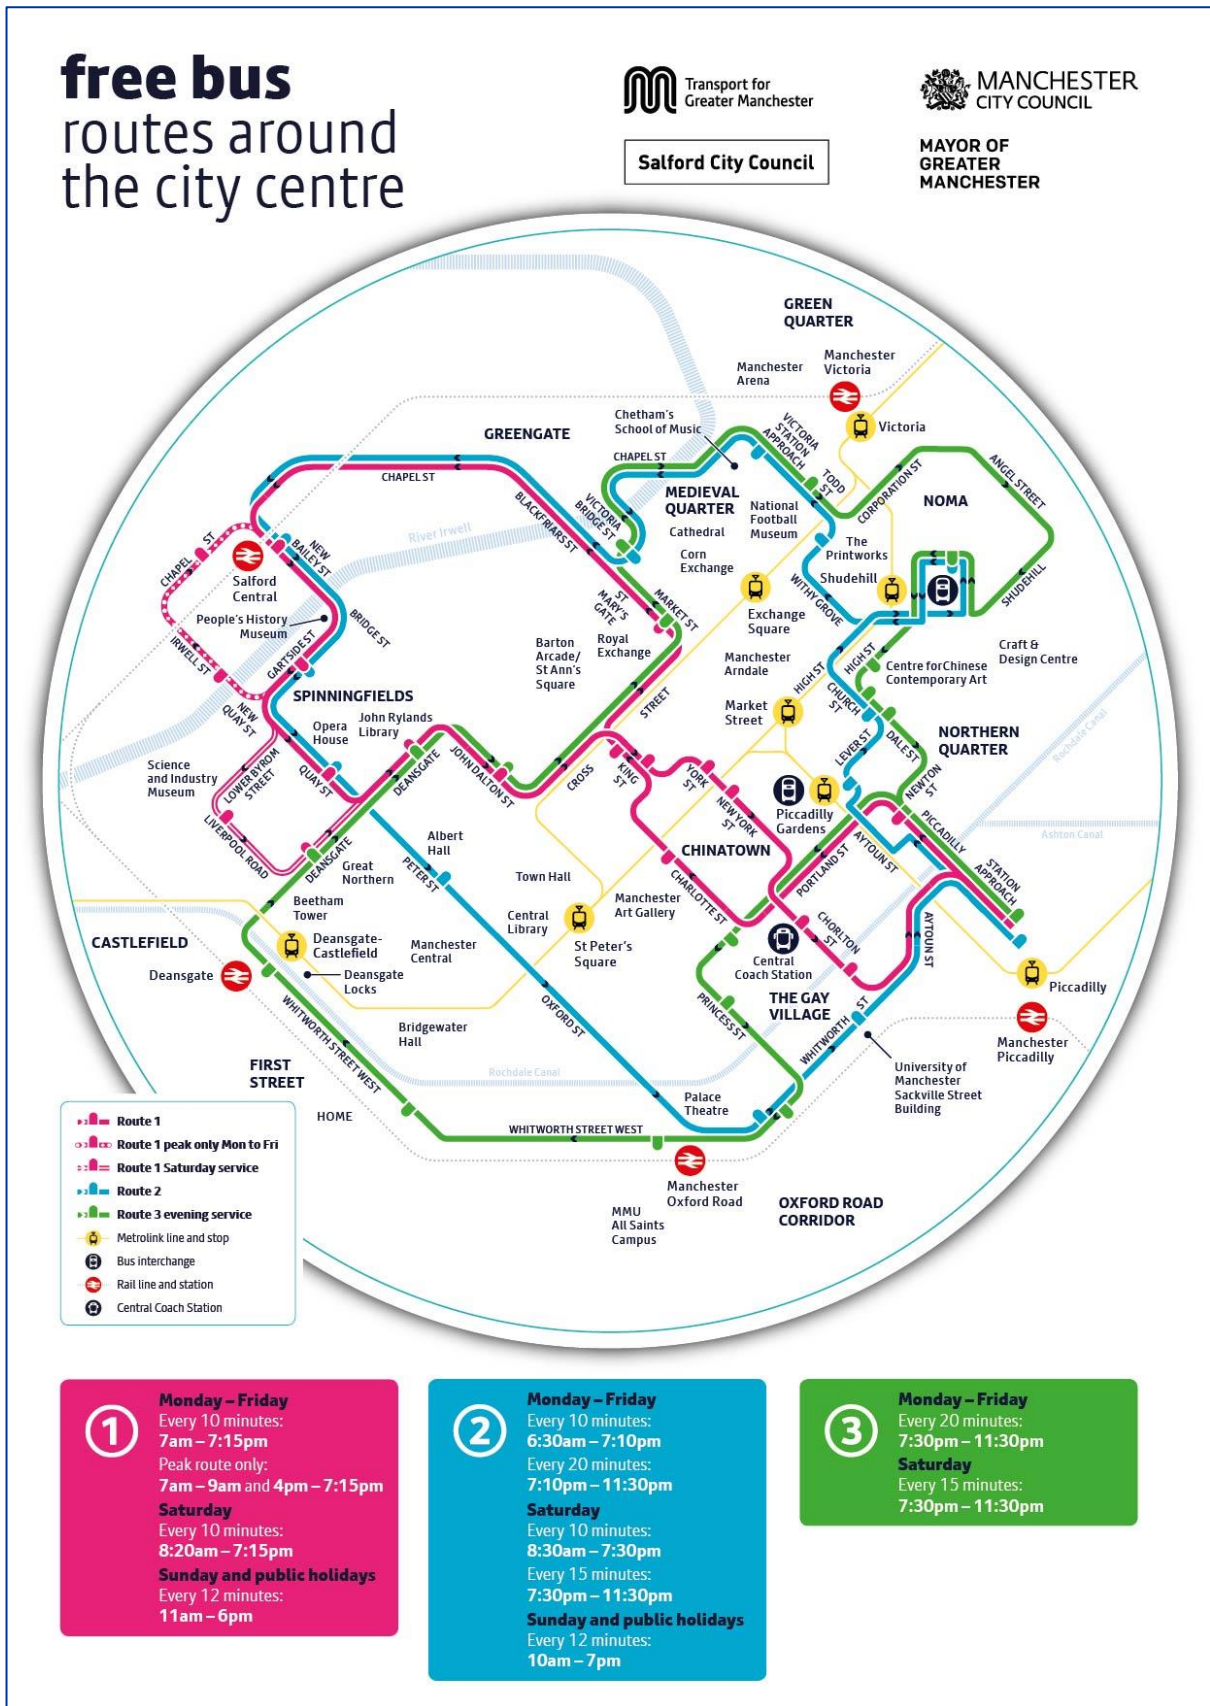 free bus
routes around
the city centre
Transport for
Greater Manchester
MANCHESTER
CITY COUNCIL
Salford City Council
MAYOR OF
GREATER
MANCHESTER
GREEN
QUARTER
Manchester
Arena
Manchester
Victoria
Victoria
Chetham's
School of Music
VICTORIA
STATION
APPROACH
TODD
ST
GREENGATE
CHAPEL ST
CHAPEL ST
MEDIEVAL
QUARTER
National
Football
Museum
CORPORATION ST
NOMA
ANGEL STREET
BLACKFRIARS ST
VICTORIA
BRIDGE ST
River Irwell
Cathedral
Corn
Exchange
The
Printworks
Shudehill
SHUDEHILL
CHAPEL
ST
NEW
BAILEY ST
Salford
Central
People's History
Museum
BRIDGE ST
IRWELL ST
GARTSIDE ST
ST
MARY'S
GATE
MARKET ST
Exchange
Square
WITHY GROVE
Barton
Arcade/
St Ann's
Square
Royal
Exchange
Manchester
Arndale
HIGH ST
HIGH ST
Centre for Chinese
Contemporary Art
Craft &
Design Centre
SPINNINGFIELDS
NEW
QUAY ST
Opera
House
John Rylands
Library
STREET
Market
Street
CHURCH
ST
LEVER ST
DALE ST
NORTHERN
QUARTER
Rochdale Canal
Science
and Industry
Museum
LOWER BYROM
STREET
QUAY ST
DEANSGATE
JOHN DALTON ST
CROSS
KING
ST
YORK
ST
NEW YORK
ST
NEWTON
ST
Piccadilly
Gardens
PICCADILLY
Ashton Canal
LIVERPOOL ROAD
DEANSGATE
Great
Northern
Albert
Hall
PETER ST
CHINATOWN
PORTLAND ST
AYTOUN ST
STATION
APPROACH
Town Hall
CHARLOTTE ST
Beetham
Tower
Central
Library
Manchester
Art Gallery
CHORLTON
ST
AYTOUN ST
CASTLEFIELD
Deansgate-
Castlefield
Manchester
Central
St Peter's
Square
Central
Coach Station
Deansgate
Deansgate
Locks
OXFORD ST
PRINCESS ST
THE GAY
VILLAGE
WHITWORTH
ST
Piccadilly
WHITWORTH STREET WEST
Bridgewater
Hall
Manchester
Piccadilly
FIRST
STREET
Rochdale Canal
University of
Manchester
Sackville Street
Building
HOME
Palace
Theatre
WHITWORTH STREET WEST
Manchester
Oxford Road
MMU
All Saints
Campus
OXFORD ROAD
CORRIDOR
Route 1
Route 1 peak only Mon to Fri
Route 1 Saturday service
Route 2
Route 3 evening service
Metrolink line and stop
Bus interchange
Rail line and station
Central Coach Station
1
Monday – Friday
Every 10 minutes:
7am – 7:15pm
Peak route only:
7am – 9am and 4pm – 7:15pm
Saturday
Every 10 minutes:
8:20am – 7:15pm
Sunday and public holidays
Every 12 minutes:
11am – 6pm
2
Monday – Friday
Every 10 minutes:
6:30am – 7:10pm
Every 20 minutes:
7:10pm – 11:30pm
Saturday
Every 10 minutes:
8:30am – 7:30pm
Every 15 minutes:
7:30pm – 11:30pm
Sunday and public holidays
Every 12 minutes:
10am – 7pm
3
Monday – Friday
Every 20 minutes:
7:30pm – 11:30pm
Saturday
Every 15 minutes:
7:30pm – 11:30pm